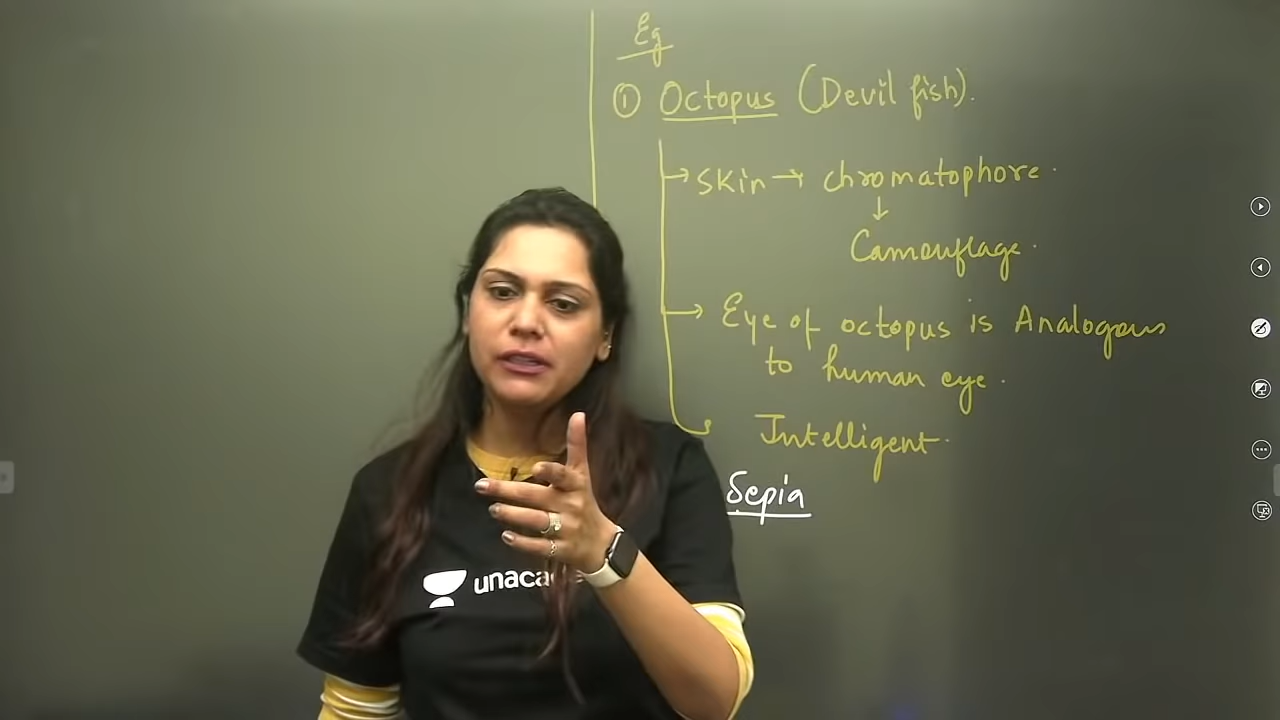 Eg
① Octopus (Devil fish).
→ Skin → chromatophore.
↓
Camouflage.
→ Eye of octopus is Analogous
to human eye.
Intelligent.
Sepia